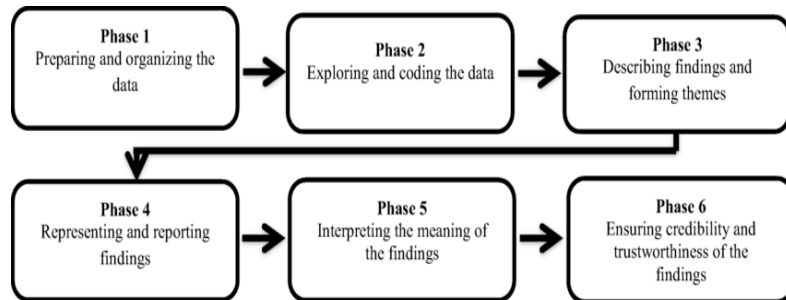 Phase 1
Preparing and organizing the
data
Phase 2
Exploring and coding the data
Phase 3
Describing findings and
forming themes
Phase 4
Representing and reporting
findings
Phase 5
Interpreting the meaning of
the findings
Phase 6
Ensuring credibility and
trustworthiness of the
findings